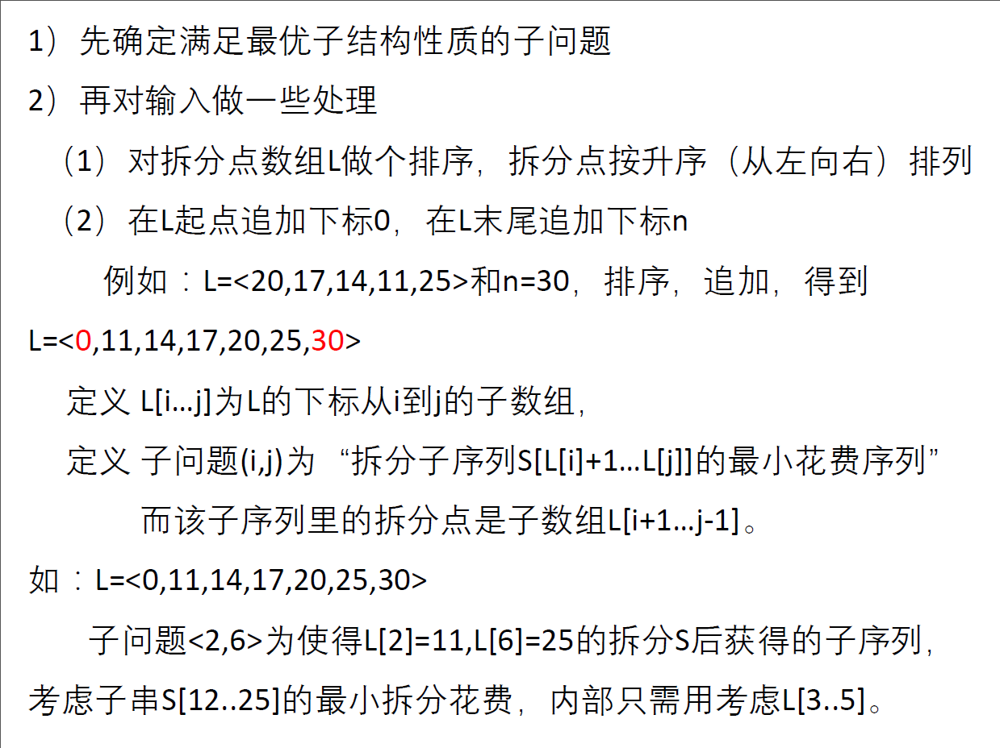 1）先确定满足最优子结构性质的子问题
2）再对输入做一些处理
（1）对拆分点数组L做个排序，拆分点按升序（从左向右）排列
（2）在L起点追加下标0，在L末尾追加下标n
例如：L=<20,17,14,11,25>和n=30，排序，追加，得到
L=<0,11,14,17,20,25,30>
定义 L[i…j]为L的下标从i到j的子数组，
定义 子问题(i,j)为 “拆分子序列S[L[i]+1…L[j]]的最小花费序列”
而该子序列里的拆分点是子数组L[i+1…j-1]。
如：L=<0,11,14,17,20,25,30>
子问题<2,6>为使得L[2]=11,L[6]=25的拆分S后获得的子序列，
考虑子串S[12..25]的最小拆分花费，内部只需用考虑L[3..5]。